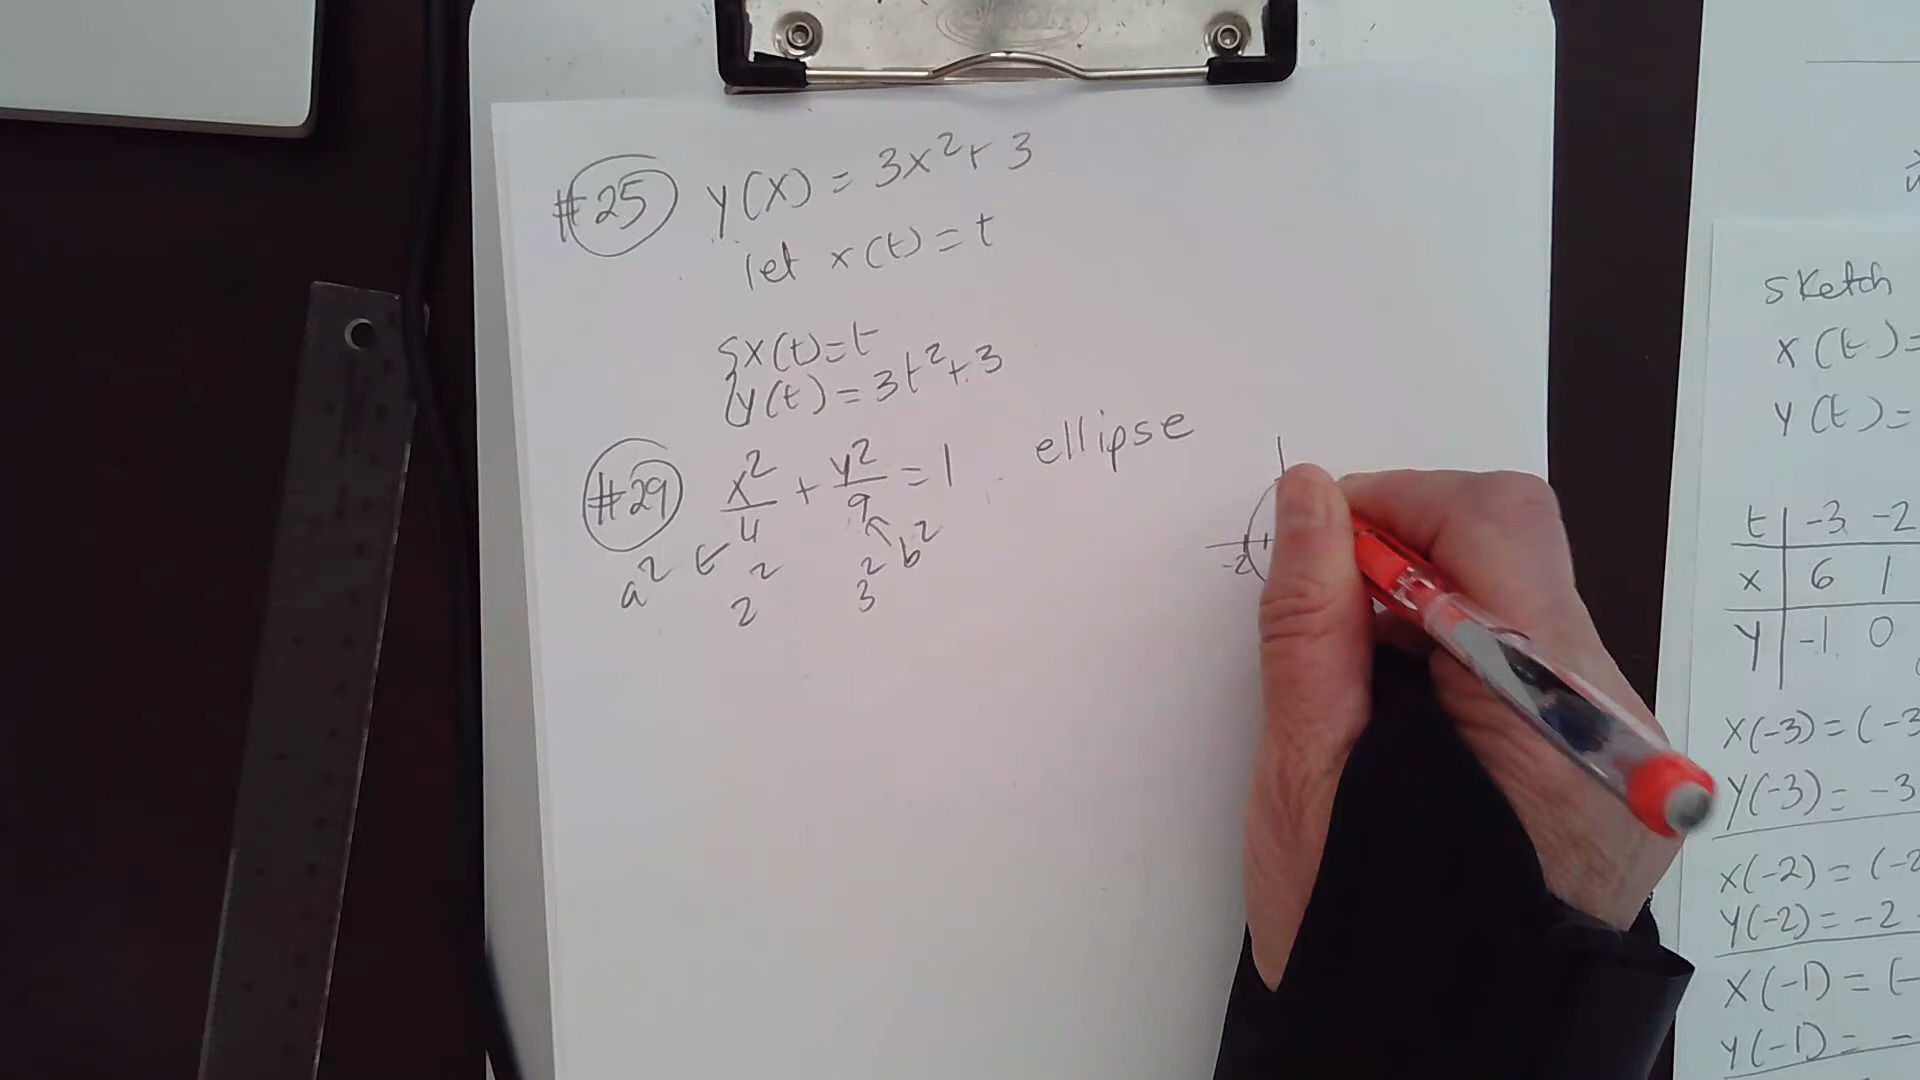 #25 y(x) = 3x²+3
let x(t) = t
{x(t)=t
{y(t) = 3t²+3
#29 x²/4 + y²/9 = 1 ellipse
a² b²
2² 3²
-2
Sketch
x(t)=
y(t)=
t -3 -2
x 6 1
y -1 0
x(-3)=(-3
y(-3)= -3
x(-2)=(-2
y(-2)= -2
x(-1)=(-
y(-1)= -